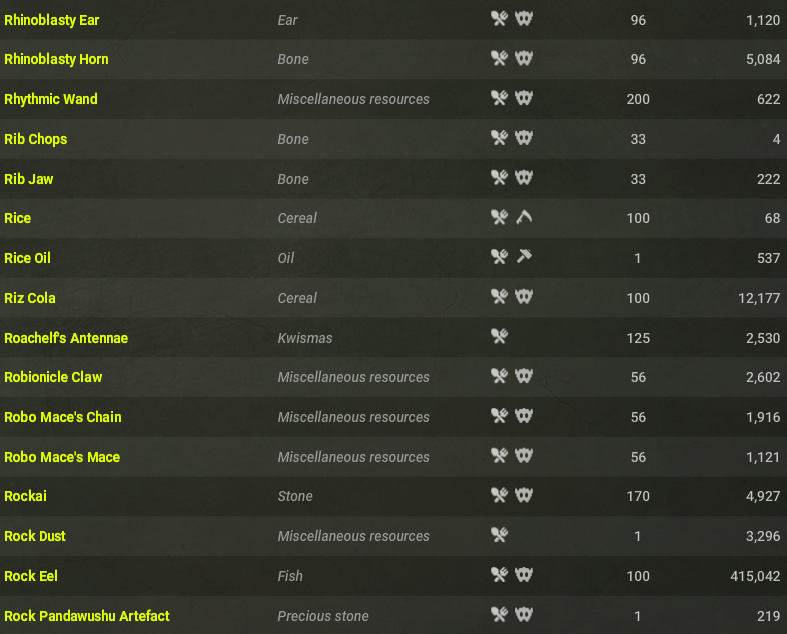 Rhinoblasty Ear Ear 96 1,120
Rhinoblasty Horn Bone 96 5,084
Rhythmic Wand Miscellaneous resources 200 622
Rib Chops Bone 33 4
Rib Jaw Bone 33 222
Rice Cereal 100 68
Rice Oil Oil 1 537
Riz Cola Cereal 100 12,177
Roachelf's Antennae Kwismas 125 2,530
Robionicle Claw Miscellaneous resources 56 2,602
Robo Mace's Chain Miscellaneous resources 56 1,916
Robo Mace's Mace Miscellaneous resources 56 1,121
Rockai Stone 170 4,927
Rock Dust Miscellaneous resources 1 3,296
Rock Eel Fish 100 415,042
Rock Pandawushu Artefact Precious stone 1 219